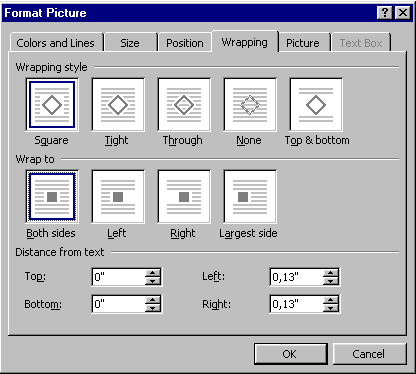 Format Picture
Colors and Lines Size Position Wrapping Picture Text Box
Wrapping style
Square Tight Through None Top & bottom
Wrap to
Both sides Left Right Largest side
Distance from text
Top: 0" Left: 0,13"
Bottom: 0" Right: 0,13"
OK Cancel